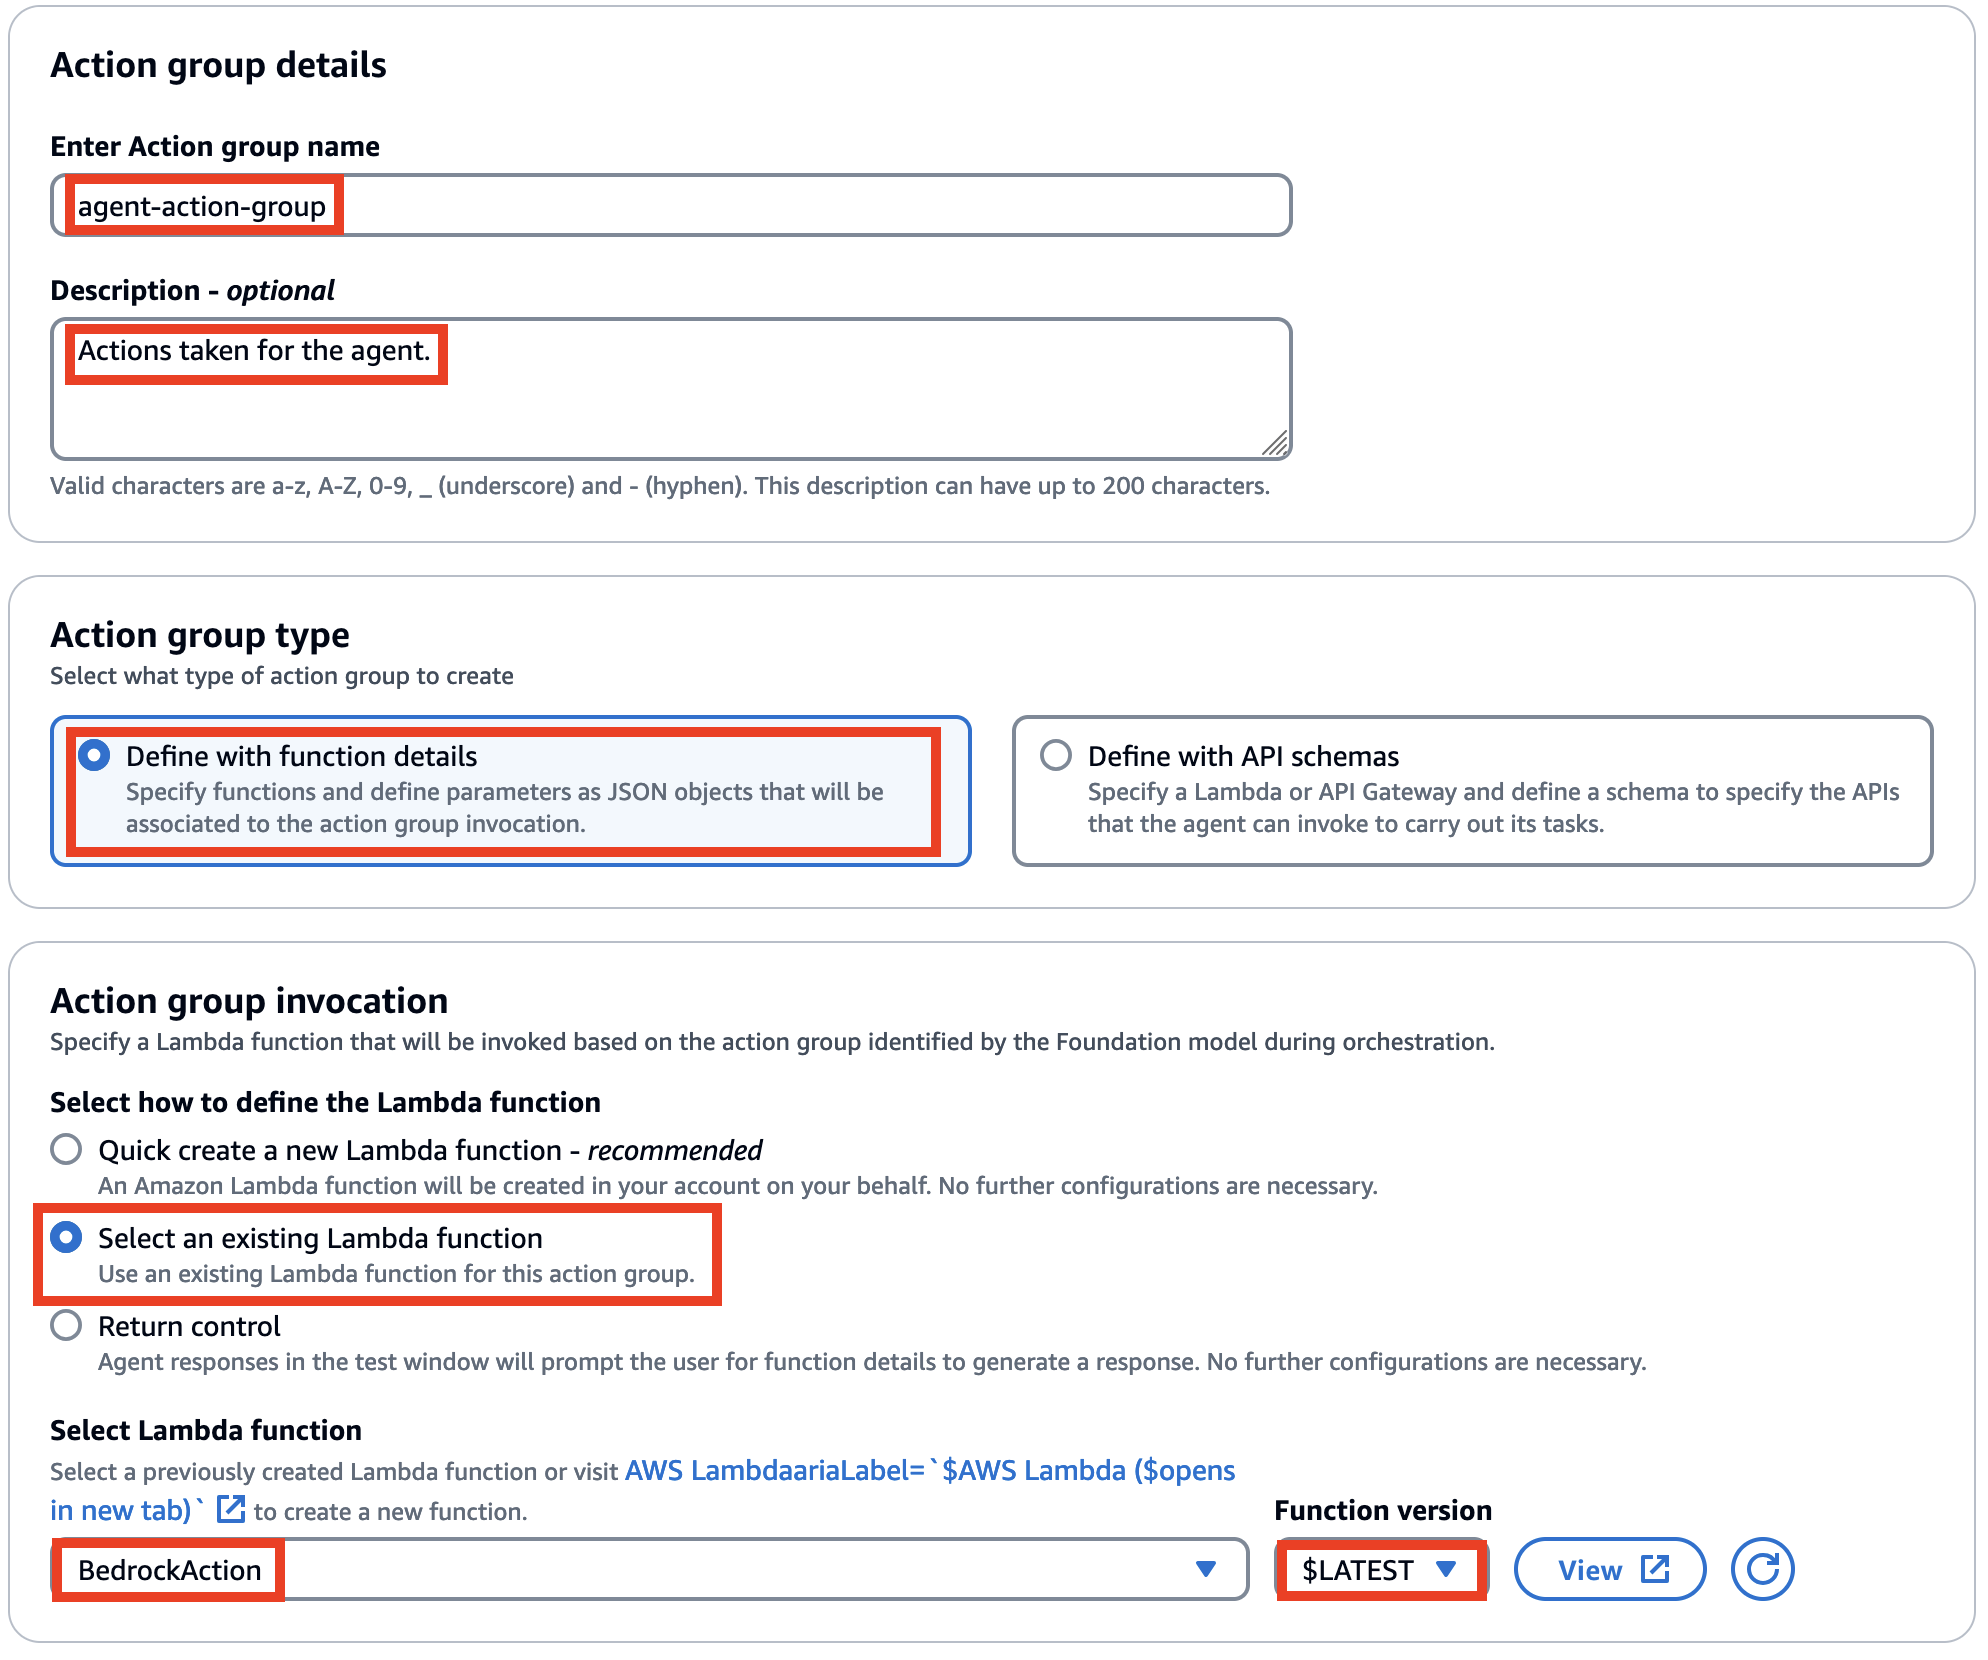 Action group details
Enter Action group name
agent-action-group
Description - optional
Actions taken for the agent.
Valid characters are a-z, A-Z, 0-9, _ (underscore) and - (hyphen). This description can have up to 200 characters.
Action group type
Select what type of action group to create
Define with function details
Specify functions and define parameters as JSON objects that will be
associated to the action group invocation.
Define with API schemas
Specify a Lambda or API Gateway and define a schema to specify the APIs
that the agent can invoke to carry out its tasks.
Action group invocation
Specify a Lambda function that will be invoked based on the action group identified by the Foundation model during orchestration.
Select how to define the Lambda function
Quick create a new Lambda function - recommended
An Amazon Lambda function will be created in your account on your behalf. No further configurations are necessary.
Select an existing Lambda function
Use an existing Lambda function for this action group.
Return control
Agent responses in the test window will prompt the user for function details to generate a response. No further configurations are necessary.
Select Lambda function
Select a previously created Lambda function or visit AWS LambdaariaLabel=`$AWS Lambda ($opens
in new tab)` to create a new function.
Function version
BedrockAction
$LATEST
View